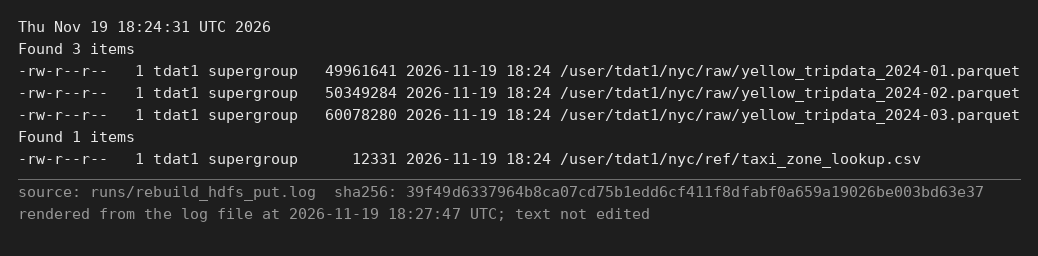 Thu Nov 19 18:24:31 UTC 2026
Found 3 items
-rw-r--r--   1 tdat1 supergroup   49961641 2026-11-19 18:24 /user/tdat1/nyc/raw/yellow_tripdata_2024-01.parquet
-rw-r--r--   1 tdat1 supergroup   50349284 2026-11-19 18:24 /user/tdat1/nyc/raw/yellow_tripdata_2024-02.parquet
-rw-r--r--   1 tdat1 supergroup   60078280 2026-11-19 18:24 /user/tdat1/nyc/raw/yellow_tripdata_2024-03.parquet
Found 1 items
-rw-r--r--   1 tdat1 supergroup      12331 2026-11-19 18:24 /user/tdat1/nyc/ref/taxi_zone_lookup.csv
source: runs/rebuild_hdfs_put.log  sha256: 39f49d6337964b8ca07cd75b1edd6cf411f8dfabf0a659a19026be003bd63e37
rendered from the log file at 2026-11-19 18:27:47 UTC; text not edited